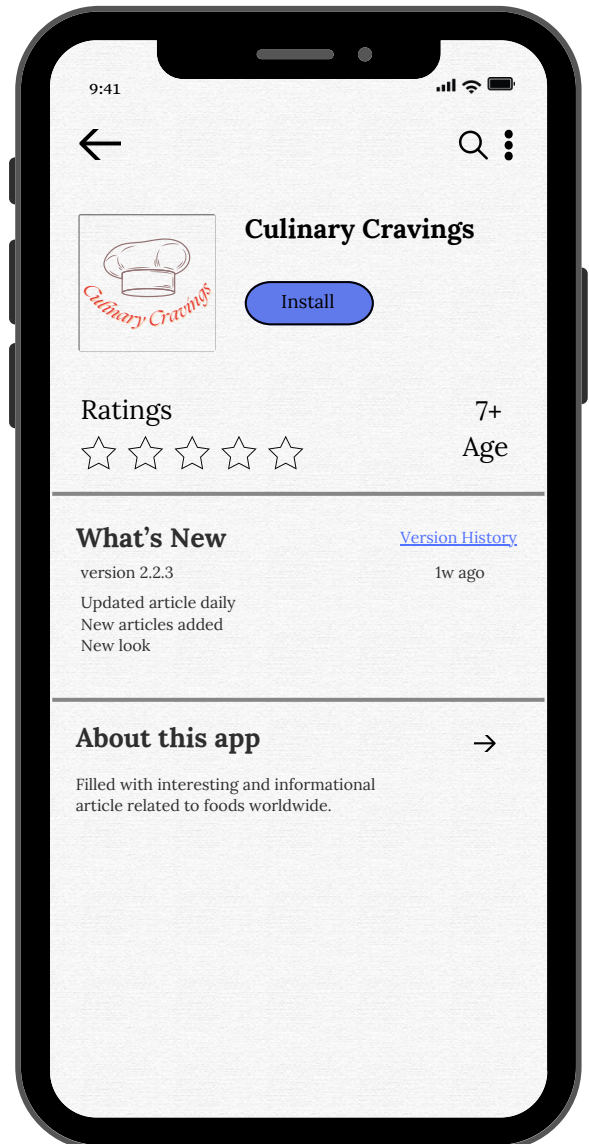 9:41
Culinary Cravings
Culinary Cravings
Install
Ratings
7+
Age
What’s New
Version History
version 2.2.3
1w ago
Updated article daily
New articles added
New look
About this app
Filled with interesting and informational
article related to foods worldwide.